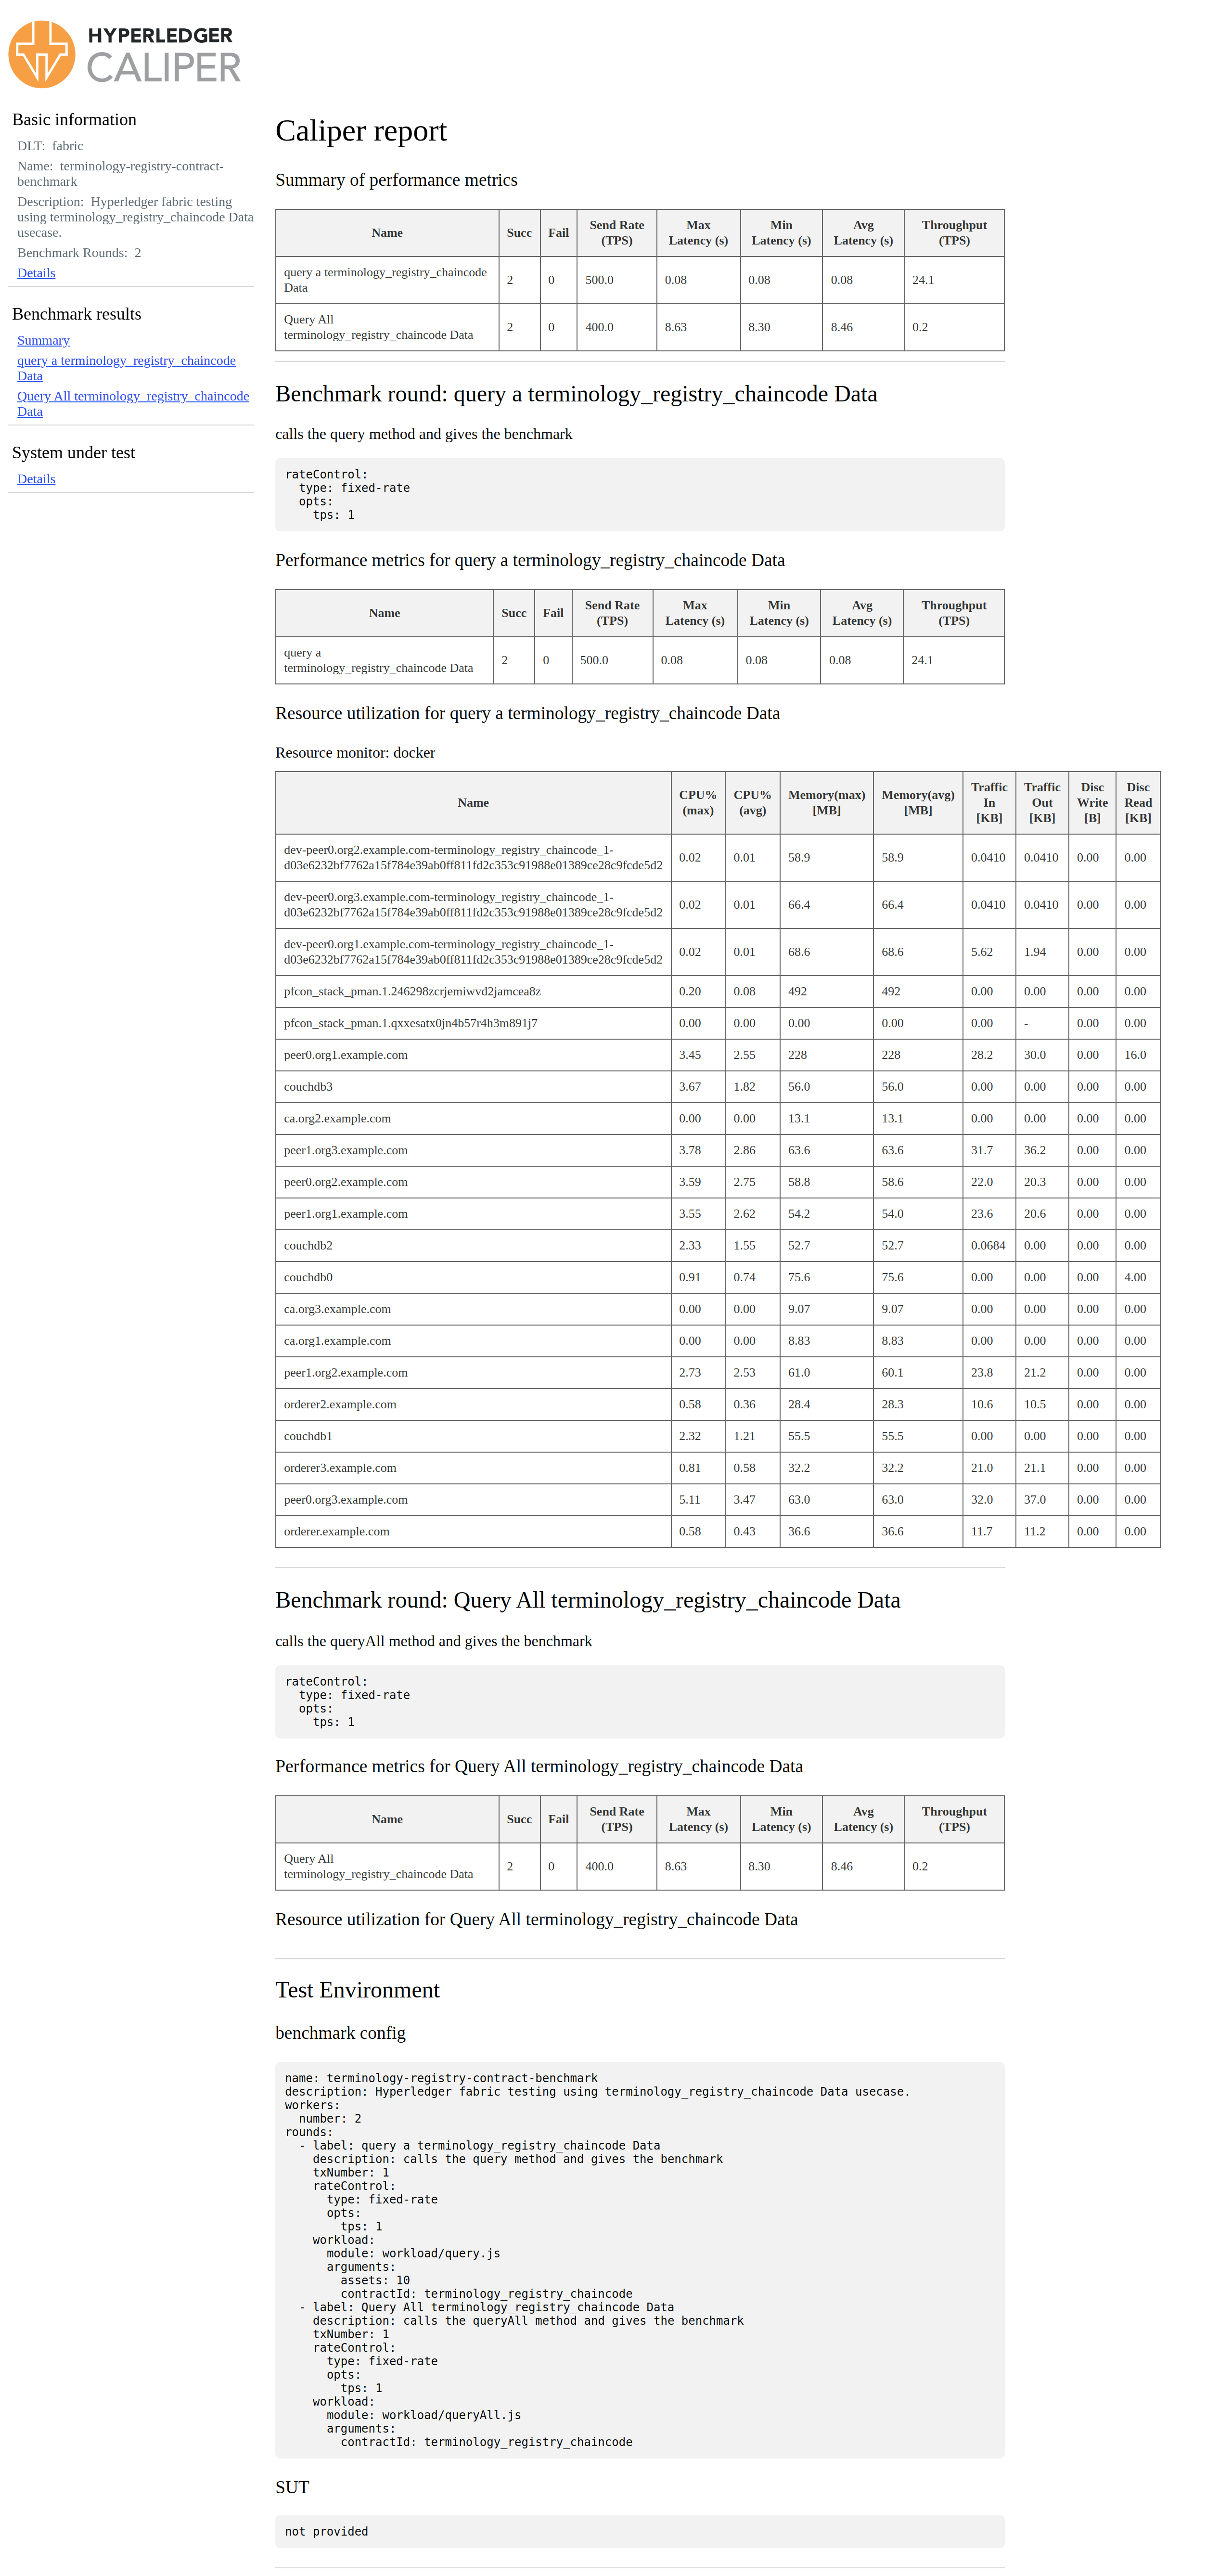 HYPERLEDGER
CALIPER
Basic information
DLT: fabric
Name: terminology-registry-contract-
benchmark
Description: Hyperledger fabric testing
using terminology_registry_chaincode Data
usecase.
Benchmark Rounds: 2
Details
Benchmark results
Summary
query a terminology_registry_chaincode
Data
Query All terminology_registry_chaincode
Data
System under test
Details
Caliper report
Summary of performance metrics
Name Succ Fail Send Rate (TPS) Max Latency (s) Min Latency (s) Avg Latency (s) Throughput (TPS)
query a terminology_registry_chaincode Data 2 0 500.0 0.08 0.08 0.08 24.1
Query All terminology_registry_chaincode Data 2 0 400.0 8.63 8.30 8.46 0.2
Benchmark round: query a terminology_registry_chaincode Data
calls the query method and gives the benchmark
rateControl:
type: fixed-rate
opts:
tps: 1
Performance metrics for query a terminology_registry_chaincode Data
Name Succ Fail Send Rate (TPS) Max Latency (s) Min Latency (s) Avg Latency (s) Throughput (TPS)
query a terminology_registry_chaincode Data 2 0 500.0 0.08 0.08 0.08 24.1
Resource utilization for query a terminology_registry_chaincode Data
Resource monitor: docker
Name CPU% (max) CPU% (avg) Memory(max) [MB] Memory(avg) [MB] Traffic In [KB] Traffic Out [KB] Disc Write [B] Disc Read [KB]
dev-peer0.org2.example.com-terminology_registry_chaincode_1-d03e6232bf7762a15f784e39ab0ff811fd2c353c91988e01389ce28c9fcde5d2 0.02 0.01 58.9 58.9 0.0410 0.0410 0.00 0.00
dev-peer0.org3.example.com-terminology_registry_chaincode_1-d03e6232bf7762a15f784e39ab0ff811fd2c353c91988e01389ce28c9fcde5d2 0.02 0.01 66.4 66.4 0.0410 0.0410 0.00 0.00
dev-peer0.org1.example.com-terminology_registry_chaincode_1-d03e6232bf7762a15f784e39ab0ff811fd2c353c91988e01389ce28c9fcde5d2 0.02 0.01 68.6 68.6 5.62 1.94 0.00 0.00
pfcon_stack_pman.1.246298zcrjemiwvd2jamcea8z 0.20 0.08 492 492 0.00 0.00 0.00 0.00
pfcon_stack_pman.1.qxxesatx0jn4b57r4h3m891j7 0.00 0.00 0.00 0.00 0.00 - 0.00 0.00
peer0.org1.example.com 3.45 2.55 228 228 28.2 30.0 0.00 16.0
couchdb3 3.67 1.82 56.0 56.0 0.00 0.00 0.00 0.00
ca.org2.example.com 0.00 0.00 13.1 13.1 0.00 0.00 0.00 0.00
peer1.org3.example.com 3.78 2.86 63.6 63.6 31.7 36.2 0.00 0.00
peer0.org2.example.com 3.59 2.75 58.8 58.6 22.0 20.3 0.00 0.00
peer1.org1.example.com 3.55 2.62 54.2 54.0 23.6 20.6 0.00 0.00
couchdb2 2.33 1.55 52.7 52.7 0.0684 0.00 0.00 0.00
couchdb0 0.91 0.74 75.6 75.6 0.00 0.00 0.00 4.00
ca.org3.example.com 0.00 0.00 9.07 9.07 0.00 0.00 0.00 0.00
ca.org1.example.com 0.00 0.00 8.83 8.83 0.00 0.00 0.00 0.00
peer1.org2.example.com 2.73 2.53 61.0 60.1 23.8 21.2 0.00 0.00
orderer2.example.com 0.58 0.36 28.4 28.3 10.6 10.5 0.00 0.00
couchdb1 2.32 1.21 55.5 55.5 0.00 0.00 0.00 0.00
orderer3.example.com 0.81 0.58 32.2 32.2 21.0 21.1 0.00 0.00
peer0.org3.example.com 5.11 3.47 63.0 63.0 32.0 37.0 0.00 0.00
orderer.example.com 0.58 0.43 36.6 36.6 11.7 11.2 0.00 0.00
Benchmark round: Query All terminology_registry_chaincode Data
calls the queryAll method and gives the benchmark
rateControl:
type: fixed-rate
opts:
tps: 1
Performance metrics for Query All terminology_registry_chaincode Data
Name Succ Fail Send Rate (TPS) Max Latency (s) Min Latency (s) Avg Latency (s) Throughput (TPS)
Query All terminology_registry_chaincode Data 2 0 400.0 8.63 8.30 8.46 0.2
Resource utilization for Query All terminology_registry_chaincode Data
Test Environment
benchmark config
name: terminology-registry-contract-benchmark
description: Hyperledger fabric testing using terminology_registry_chaincode Data usecase.
workers:
number: 2
rounds:
- label: query a terminology_registry_chaincode Data
description: calls the query method and gives the benchmark
txNumber: 1
rateControl:
type: fixed-rate
opts:
tps: 1
workload:
module: workload/query.js
arguments:
assets: 10
contractId: terminology_registry_chaincode
- label: Query All terminology_registry_chaincode Data
description: calls the queryAll method and gives the benchmark
txNumber: 1
rateControl:
type: fixed-rate
opts:
tps: 1
workload:
module: workload/queryAll.js
arguments:
contractId: terminology_registry_chaincode
SUT
not provided